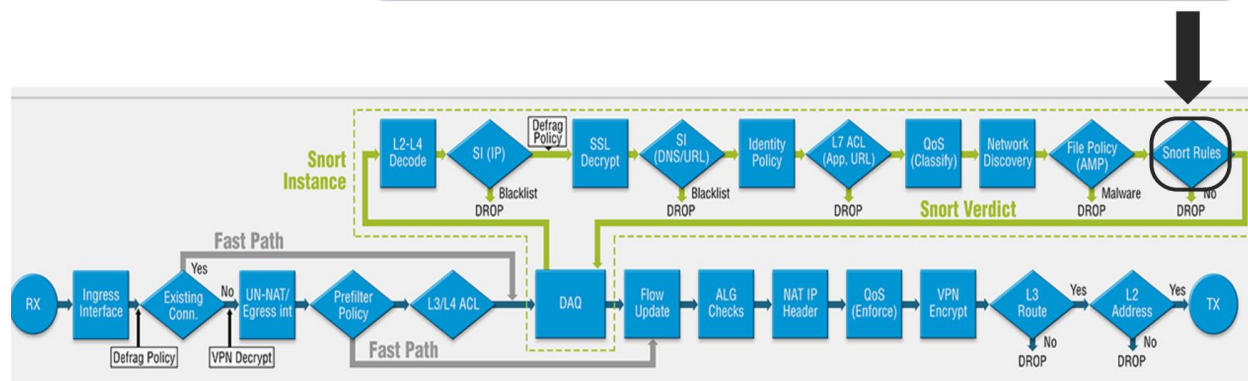 Snort
Instance
L2-L4
Decode
SI (IP)
Blacklist
DROP
Defrag
Policy
SSL
Decrypt
SI
(DNS/URL)
Blacklist
DROP
Identity
Policy
L7 ACL
(App, URL)
DROP
QoS
(Classify)
Network
Discovery
File Policy
(AMP)
Malware
DROP
Snort Rules
No
DROP
Snort Verdict
Fast Path
RX
Ingress
Interface
Defrag Policy
Existing
Conn.
Yes
No
VPN Decrypt
UN-NAT/
Egress int
Prefilter
Policy
Fast Path
L3/L4 ACL
DAQ
Flow
Update
ALG
Checks
NAT IP
Header
QoS
(Enforce)
VPN
Encrypt
L3
Route
Yes
No
DROP
L2
Address
Yes
No
DROP
TX